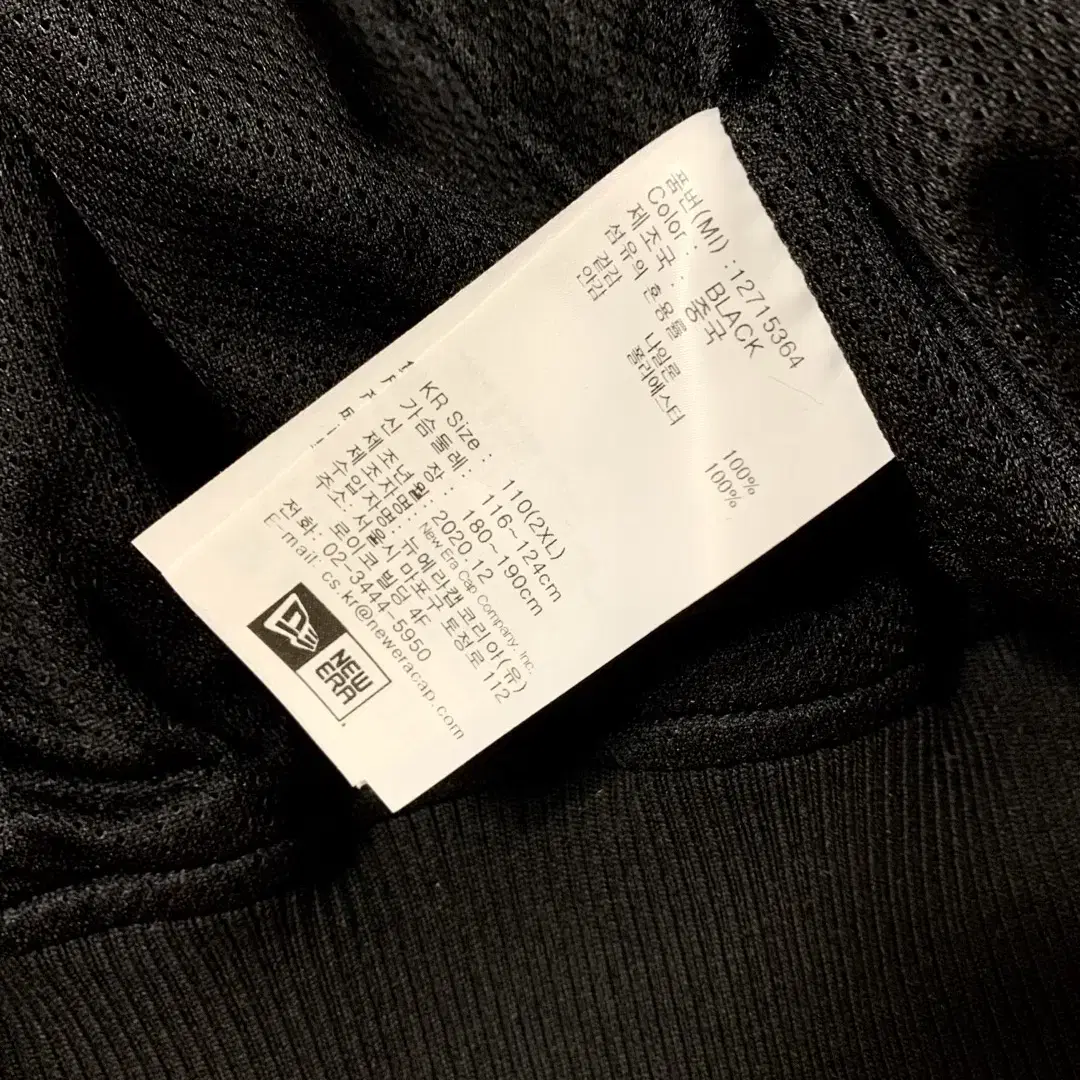 품번(MI) : 12715364
Color : BLACK
제조국 : 중국
섬유의 혼용률
겉감 나일론 100%
안감 폴리에스터 100%
KR Size : 110(2XL)
가슴둘레 : 116~124cm
신 장 : 180~190cm
제조년월 : 2020.12
제조자명 : New Era Cap Company, Inc.
수입자명 : 뉴에라캡코리아(유)
주소 : 서울시 마포구 토정로 112
로이코 빌딩 4F
전화: 02-3444-5950
E-mail: cs.kr@neweracap.com
NEW
ERA